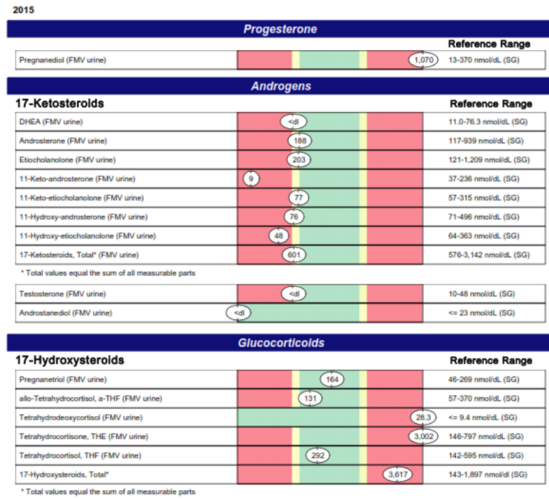 2015
Progesterone
Reference Range
Pregnanediol (FMV urine) 1,070 13-370 nmol/dL (SG)
Androgens
17-Ketosteroids Reference Range
DHEA (FMV urine) <dl 11.0-76.3 nmol/dL (SG)
Androsterone (FMV urine) 188 117-939 nmol/dL (SG)
Etiocholanolone (FMV urine) 203 121-1,209 nmol/dL (SG)
11-Keto-androsterone (FMV urine) 9 37-236 nmol/dL (SG)
11-Keto-etiocholanolone (FMV urine) 77 57-315 nmol/dL (SG)
11-Hydroxy-androsterone (FMV urine) 76 71-496 nmol/dL (SG)
11-Hydroxy-etiocholanolone (FMV urine) 48 64-363 nmol/dL (SG)
17-Ketosteroids, Total* (FMV urine) 601 576-3,142 nmol/dL (SG)
* Total values equal the sum of all measurable parts
Testosterone (FMV urine) <dl 10-48 nmol/dL (SG)
Androstanediol (FMV urine) <dl <= 23 nmol/dL (SG)
Glucocorticoids
17-Hydroxysteroids Reference Range
Pregnanetriol (FMV urine) 164 46-269 nmol/dL (SG)
allo-Tetrahydrocortisol, a-THF (FMV urine) 131 57-370 nmol/dL (SG)
Tetrahydrodeoxycortisol (FMV urine) 28.3 <= 9.4 nmol/dL (SG)
Tetrahydrocortisone, THE (FMV urine) 3,002 146-797 nmol/dL (SG)
Tetrahydrocortisol, THF (FMV urine) 292 142-595 nmol/dL (SG)
17-Hydroxysteroids, Total* 3,617 143-1,897 nmol/dl (SG)
* Total values equal the sum of all measurable parts